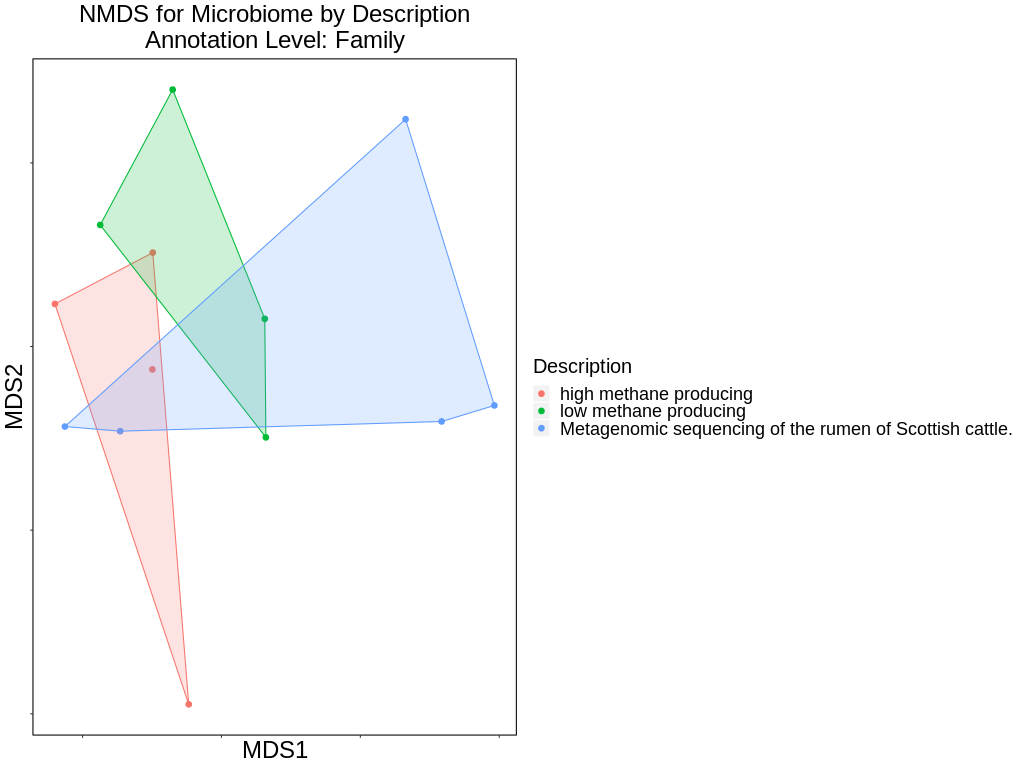 NMDS for Microbiome by Description
Annotation Level: Family
MDS2
MDS1
Description
high methane producing
low methane producing
Metagenomic sequencing of the rumen of Scottish cattle.